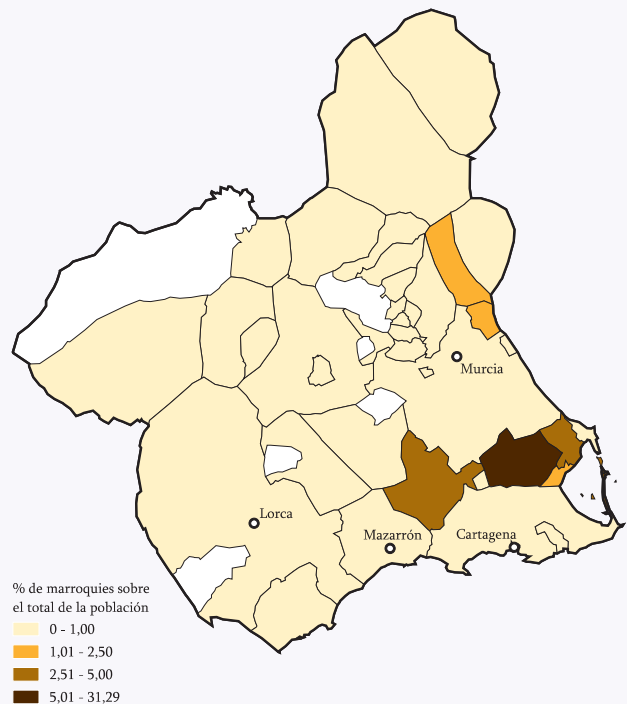 Murcia
Lorca
Mazarrón
Cartagena
% de marroquies sobre
el total de la población
0 - 1,00
1,01 - 2,50
2,51 - 5,00
5,01 - 31,29